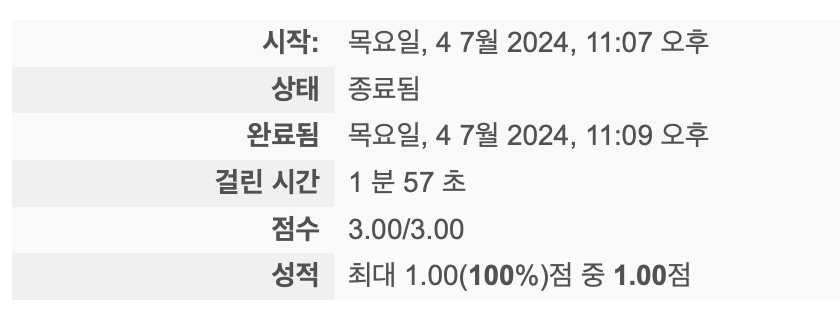 시작: 목요일, 4 7월 2024, 11:07 오후
상태 종료됨
완료됨 목요일, 4 7월 2024, 11:09 오후
걸린 시간 1 분 57 초
점수 3.00/3.00
성적 최대 1.00(100%)점 중 1.00점